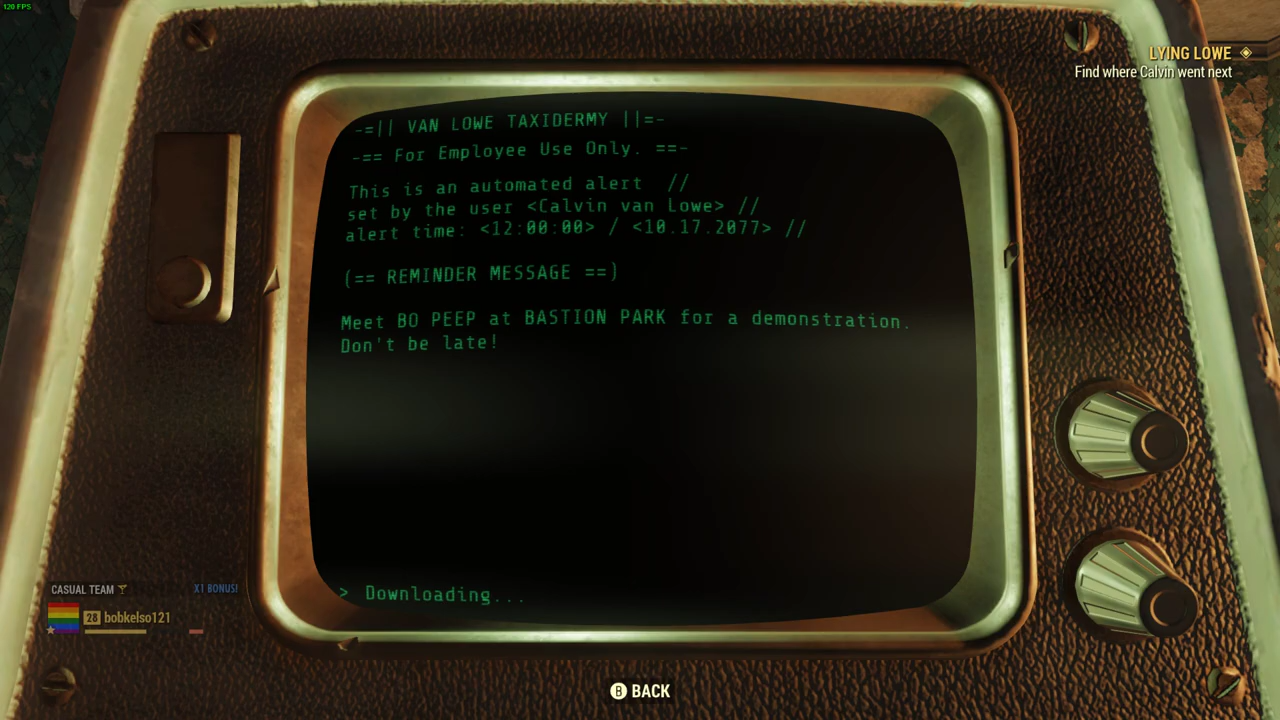 120 FPS
LYING LOWE
Find where Calvin went next
-=|| VAN LOWE TAXIDERMY ||=-
-== For Employee Use Only. ==-
This is an automated alert //
set by the user <Calvin van Lowe> //
alert time: <12:00:00> / <10.17.2077> //
(== REMINDER MESSAGE ==)
Meet BO PEEP at BASTION PARK for a demonstration.
Don't be late!
> Downloading...
CASUAL TEAM X1 BONUS!
28 bobkelso121
B BACK